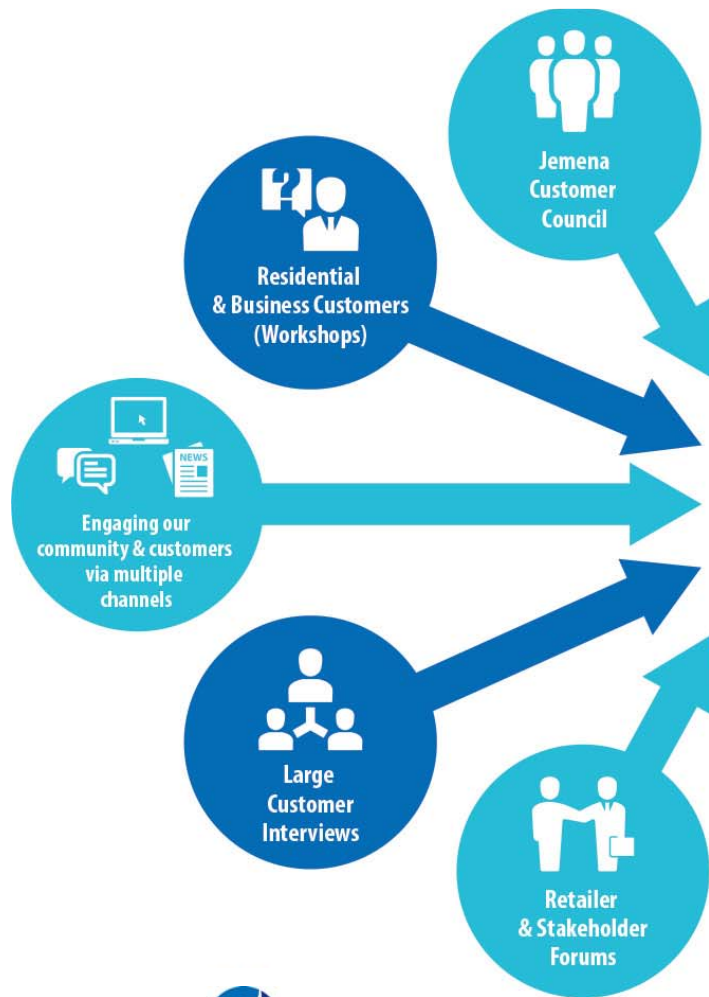 Jemena
Customer
Council
Residential
& Business Customers
(Workshops)
NEWS
Engaging our
community & customers
via multiple
channels
Large
Customer
Interviews
Retailer
& Stakeholder
Forums